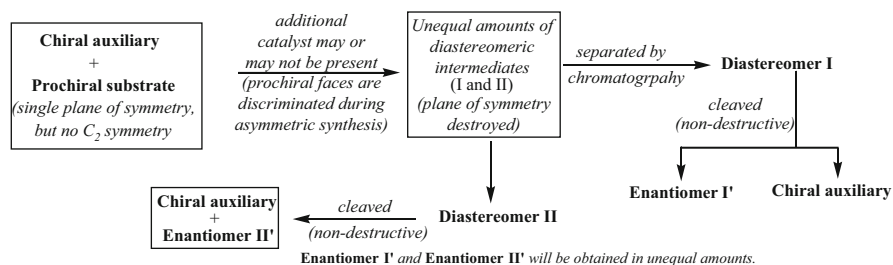 Chiral auxiliary
+
Prochiral substrate
(single plane of symmetry,
but no C2 symmetry
additional
catalyst may or
may not be present
(prochiral faces are
discriminated during
asymmetric synthesis)
Unequal amounts of
diastereomeric
intermediates
(I and II)
(plane of symmetry
destroyed)
separated by
chromatogrpahy
Diastereomer I
cleaved
(non-destructive)
Enantiomer I'
Chiral auxiliary
Diastereomer II
cleaved
(non-destructive)
Chiral auxiliary
+
Enantiomer II'
Enantiomer I' and Enantiomer II' will be obtained in unequal amounts.